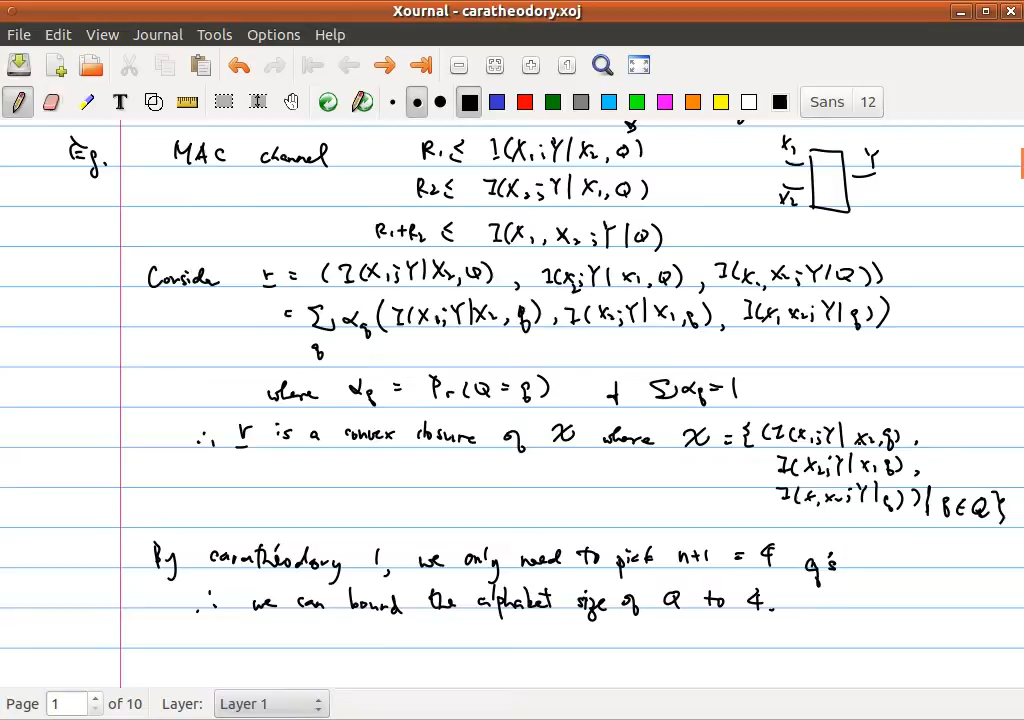 Xournal - caratheodory.xoj
File Edit View Journal Tools Options Help
Sans 12
Eg. MAC channel R1 ≤ I(X1;Y|X2,Q)
X1 Y
R2 ≤ I(X2;Y|X1,Q)
X2
R1+R2 ≤ I(X1,X2;Y|Q)
Consider r = (I(X1;Y|X2,Q), I(X2;Y|X1,Q), I(X1,X2;Y|Q))
= ∑q αq(I(X1;Y|X2,q), I(X2;Y|X1,q), I(X1,X2;Y|q))
where αq = Pr(Q = q) + ∑αq=1
∴ r is a convex closure of X where X = {(I(X1;Y|X2,q),
I(X2;Y|X1,q),
I(X1,X2;Y|q))|q∈Q}
By carathéodory 1, we only need to pick n+1 = 4 q's
∴ we can bound the alphabet size of Q to 4.
Page 1 of 10 Layer: Layer 1